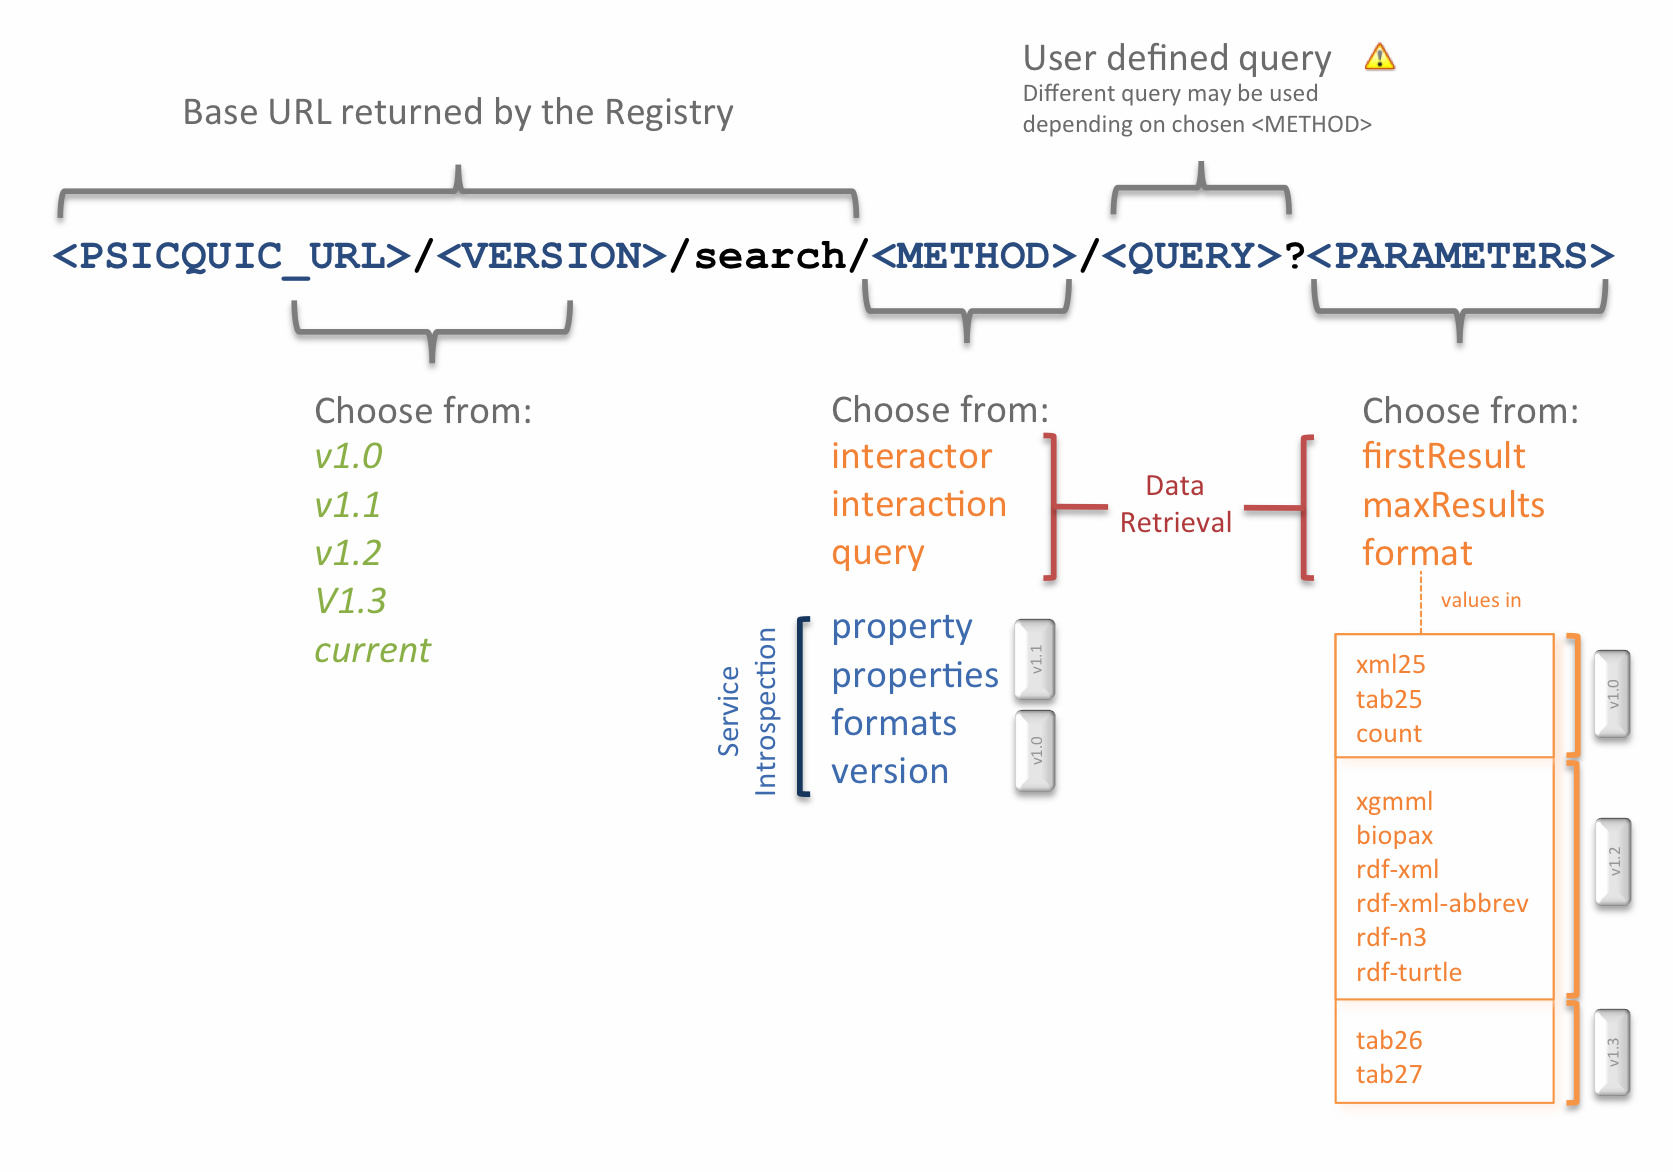 User defined query
Different query may be used
depending on chosen <METHOD>
Base URL returned by the Registry
<PSICQUIC_URL>/<VERSION>/search/<METHOD>/<QUERY>?<PARAMETERS>
Choose from:
v1.0
v1.1
v1.2
V1.3
current
Choose from:
interactor
interaction
query
Data
Retrieval
Service
Introspection
property
properties
formats
version
v1.1
v1.0
Choose from:
firstResult
maxResults
format
values in
xml25
tab25
count
v1.0
xgmml
biopax
rdf-xml
rdf-xml-abbrev
rdf-n3
rdf-turtle
v1.2
tab26
tab27
v1.3